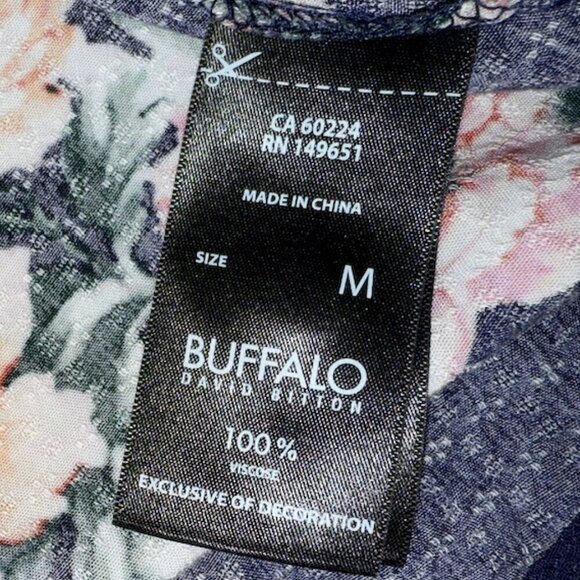 CA 60224
RN 149651
MADE IN CHINA
SIZE M
BUFFALO
DAVID BITTON
100 %
VISCOSE
EXCLUSIVE OF DECORATION